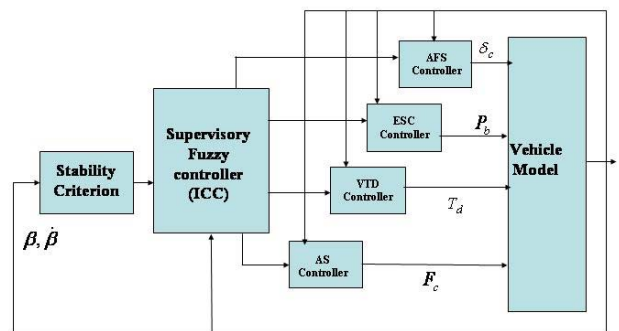 AFS
Controller
δc
ESC
Controller
Pb
Supervisory
Fuzzy
controller
(ICC)
Vehicle
Model
Stability
Criterion
VTD
Controller
Td
β, β̇
AS
Controller
Fc